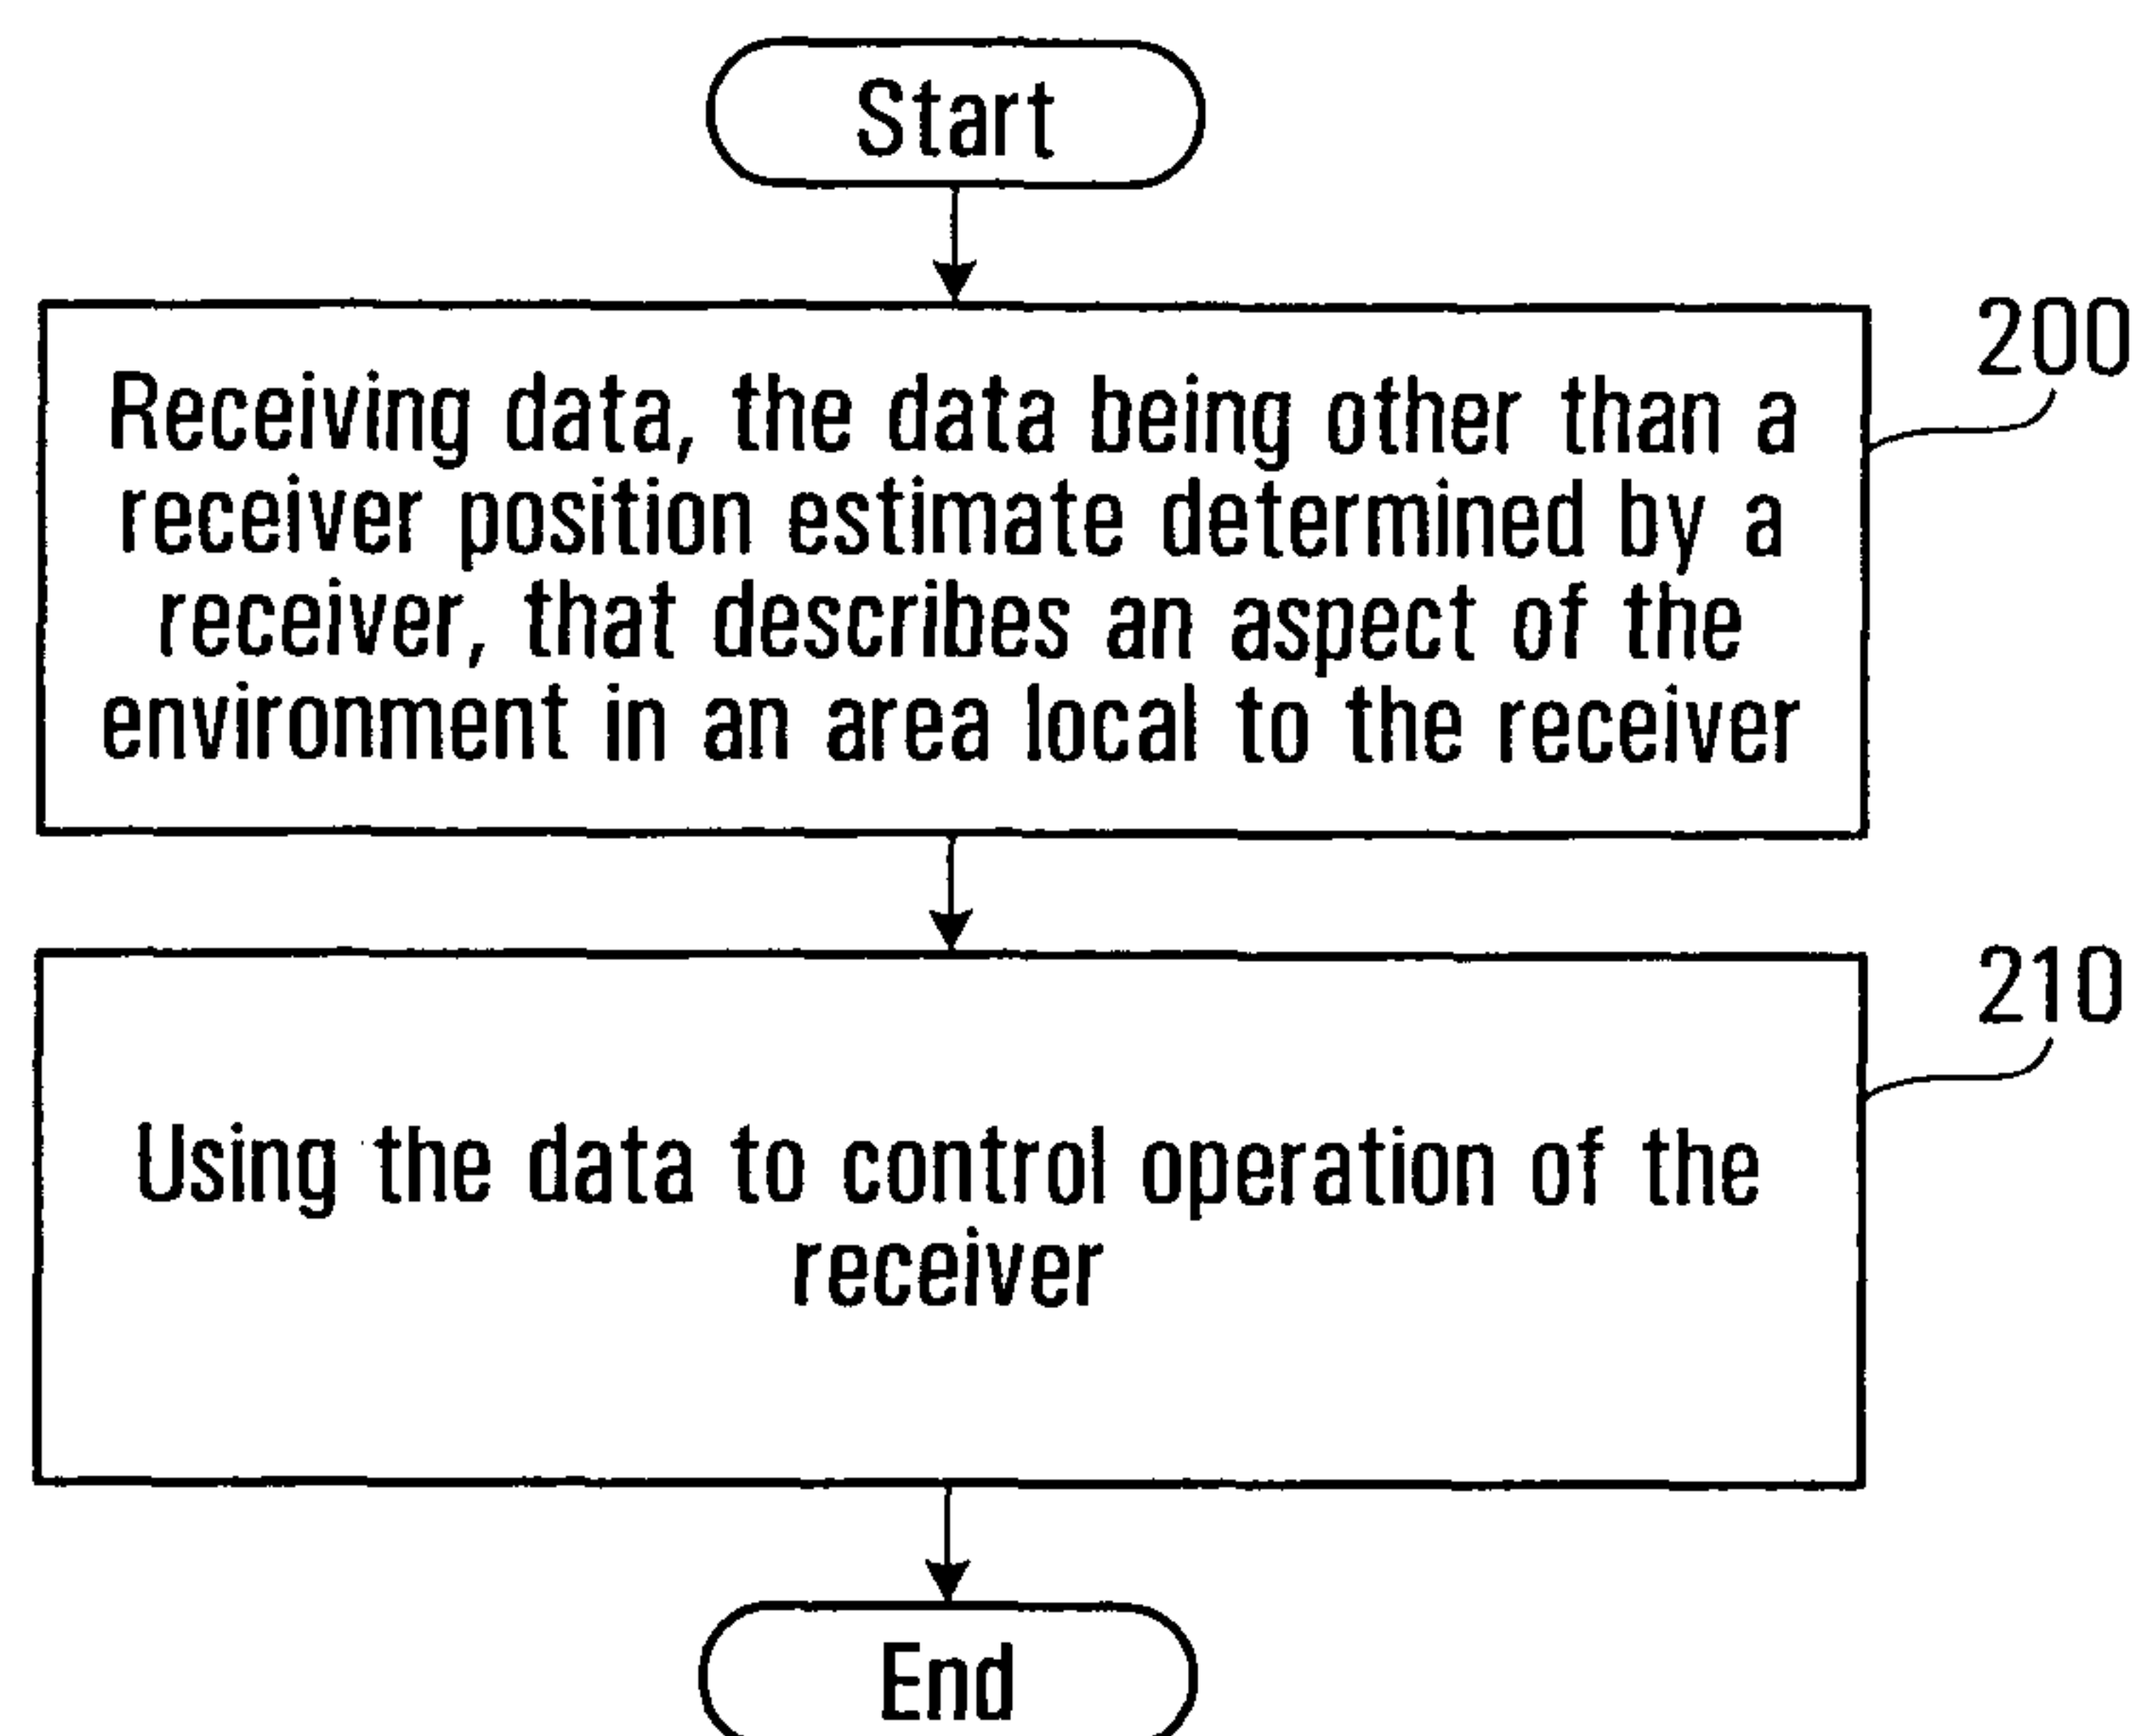 Start
200
Receiving data, the data being other than a
receiver position estimate determined by a
receiver, that describes an aspect of the
environment in an area local to the receiver
210
Using the data to control operation of the
receiver
End